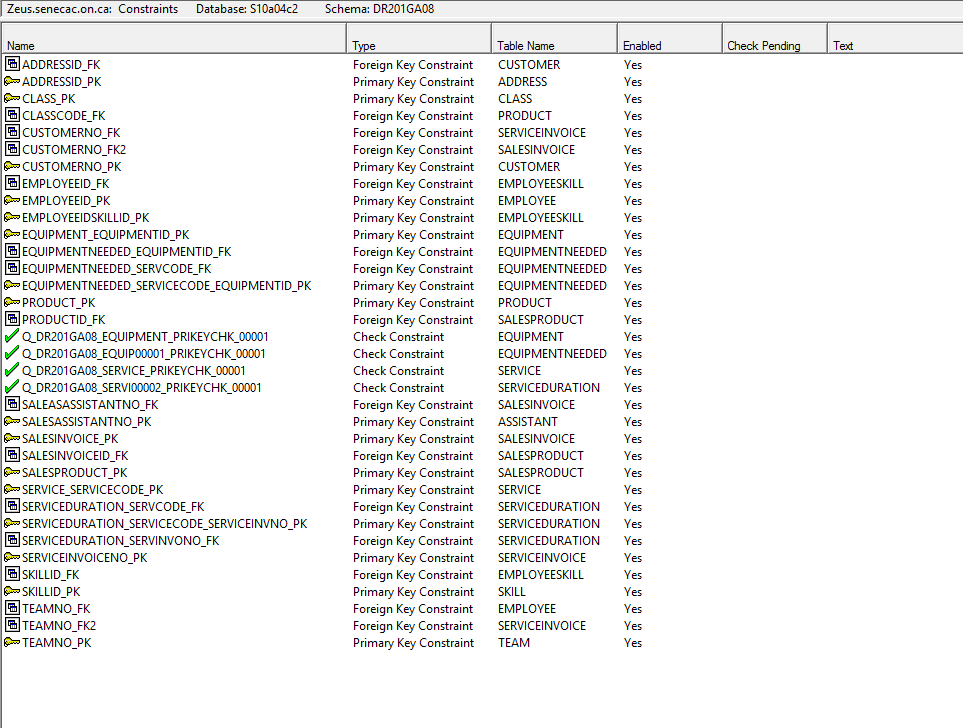 Zeus.senecac.on.ca: Constraints Database: S10a04c2 Schema: DR201GA08
Name Type Table Name Enabled Check Pending Text
ADDRESSID_FK Foreign Key Constraint CUSTOMER Yes
ADDRESSID_PK Primary Key Constraint ADDRESS Yes
CLASS_PK Primary Key Constraint CLASS Yes
CLASSCODE_FK Foreign Key Constraint PRODUCT Yes
CUSTOMERNO_FK Foreign Key Constraint SERVICEINVOICE Yes
CUSTOMERNO_FK2 Foreign Key Constraint SALESINVOICE Yes
CUSTOMERNO_PK Primary Key Constraint CUSTOMER Yes
EMPLOYEEID_FK Foreign Key Constraint EMPLOYEESKILL Yes
EMPLOYEEID_PK Primary Key Constraint EMPLOYEE Yes
EMPLOYEEIDSKILLID_PK Primary Key Constraint EMPLOYEESKILL Yes
EQUIPMENT_EQUIPMENTID_PK Primary Key Constraint EQUIPMENT Yes
EQUIPMENTNEEDED_EQUIPMENTID_FK Foreign Key Constraint EQUIPMENTNEEDED Yes
EQUIPMENTNEEDED_SERVCODE_FK Foreign Key Constraint EQUIPMENTNEEDED Yes
EQUIPMENTNEEDED_SERVICECODE_EQUIPMENTID_PK Primary Key Constraint EQUIPMENTNEEDED Yes
PRODUCT_PK Primary Key Constraint PRODUCT Yes
PRODUCTID_FK Foreign Key Constraint SALESPRODUCT Yes
Q_DR201GA08_EQUIPMENT_PRIKEYCHK_00001 Check Constraint EQUIPMENT Yes
Q_DR201GA08_EQUIP00001_PRIKEYCHK_00001 Check Constraint EQUIPMENTNEEDED Yes
Q_DR201GA08_SERVICE_PRIKEYCHK_00001 Check Constraint SERVICE Yes
Q_DR201GA08_SERVI00002_PRIKEYCHK_00001 Check Constraint SERVICEDURATION Yes
SALEASASSISTANTNO_FK Foreign Key Constraint SALESINVOICE Yes
SALESASSISTANTNO_PK Primary Key Constraint ASSISTANT Yes
SALESINVOICE_PK Primary Key Constraint SALESINVOICE Yes
SALESINVOICEID_FK Foreign Key Constraint SALESPRODUCT Yes
SALESPRODUCT_PK Primary Key Constraint SALESPRODUCT Yes
SERVICE_SERVICECODE_PK Primary Key Constraint SERVICE Yes
SERVICEDURATION_SERVCODE_FK Foreign Key Constraint SERVICEDURATION Yes
SERVICEDURATION_SERVICECODE_SERVICEINVNO_PK Primary Key Constraint SERVICEDURATION Yes
SERVICEDURATION_SERVINVONO_FK Foreign Key Constraint SERVICEDURATION Yes
SERVICEINVOICENO_PK Primary Key Constraint SERVICEINVOICE Yes
SKILLID_FK Foreign Key Constraint EMPLOYEESKILL Yes
SKILLID_PK Primary Key Constraint SKILL Yes
TEAMNO_FK Foreign Key Constraint EMPLOYEE Yes
TEAMNO_FK2 Foreign Key Constraint SERVICEINVOICE Yes
TEAMNO_PK Primary Key Constraint TEAM Yes